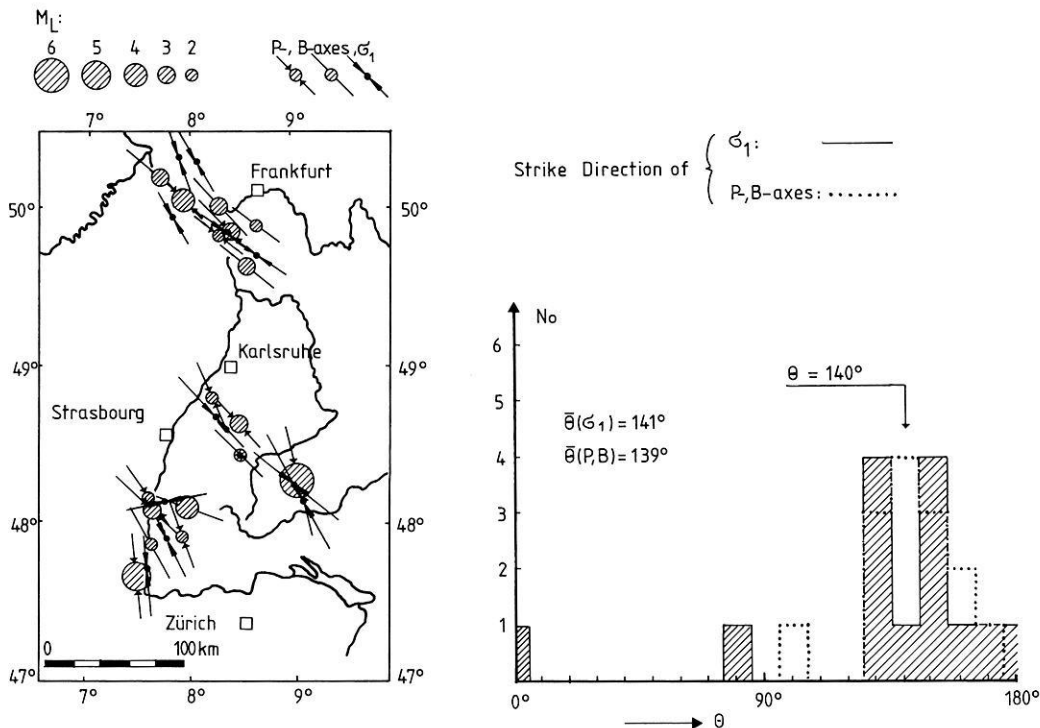 M_L:
6 5 4 3 2
P-, B-axes, σ₁
7° 8° 9°
Frankfurt
50° 50°
Karlsruhe
49° 49°
Strasbourg
48° 48°
Zürich
0 100 km
47° 47°
7° 8° 9°
Strike Direction of
σ₁:
P-, B-axes:
No
6
5
4
3
2
1
θ = 140°
θ̄(σ₁) = 141°
θ̄(P,B) = 139°
0° 90° 180°
θ